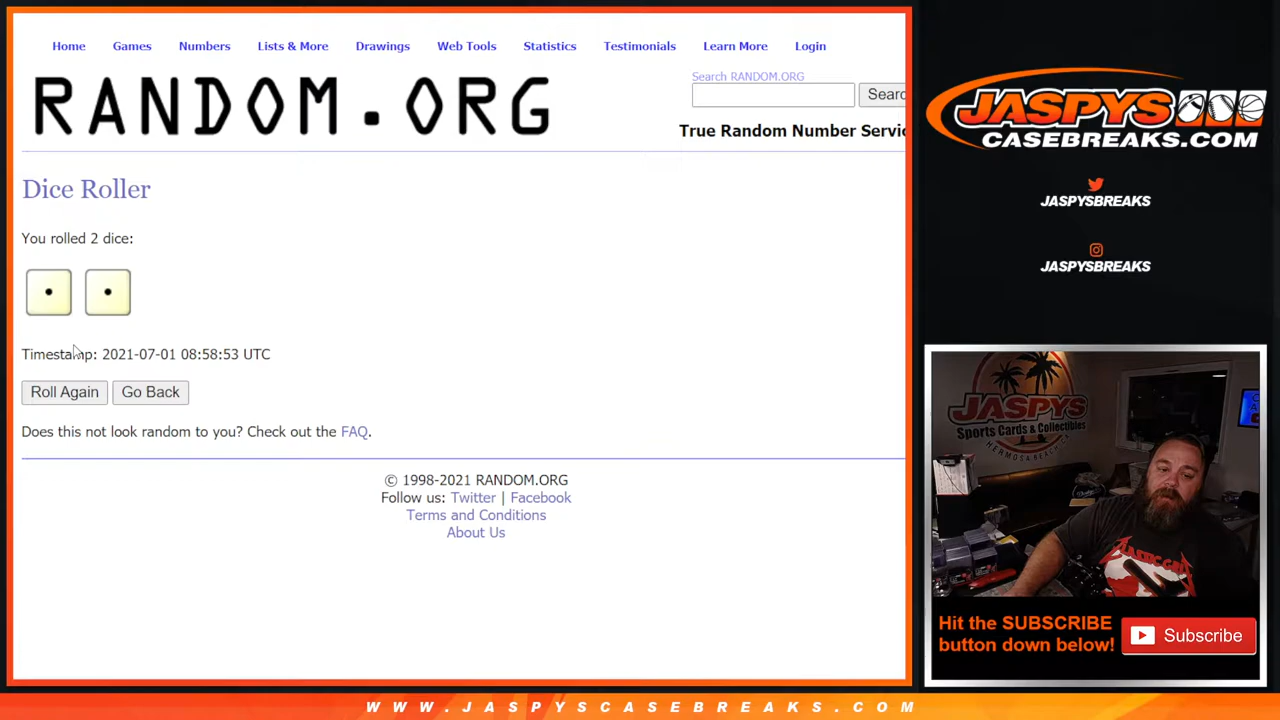 Home Games Numbers Lists & More Drawings Web Tools Statistics Testimonials Learn More Login
RANDOM.ORG
Search RANDOM.ORG
Searc
True Random Number Servic
Dice Roller
You rolled 2 dice:
Timestamp: 2021-07-01 08:58:53 UTC
Roll Again Go Back
Does this not look random to you? Check out the FAQ.
© 1998-2021 RANDOM.ORG
Follow us: Twitter | Facebook
Terms and Conditions
About Us
JASPYS
CASEBREAKS.COM
JASPYSBREAKS
JASPYSBREAKS
JASPYS
Sports Cards & Collectibles
HERMOSA BEACH
Hit the SUBSCRIBE
button down below!
Subscribe
WWW.JASPYSCASEBREAKS.COM